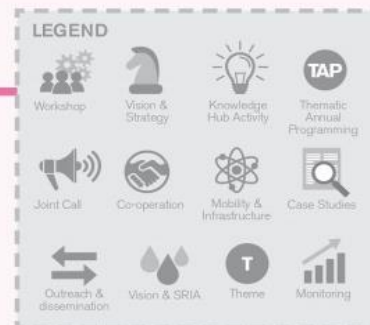 LEGEND
Workshop
Vision &
Strategy
Knowledge
Hub Activity
TAP
Thematic
Annual
Programming
Joint Call
Co-operation
Mobility &
Infrastructure
Case Studies
Outreach &
dissemination
Vision & SRIA
T
Theme
Monitoring